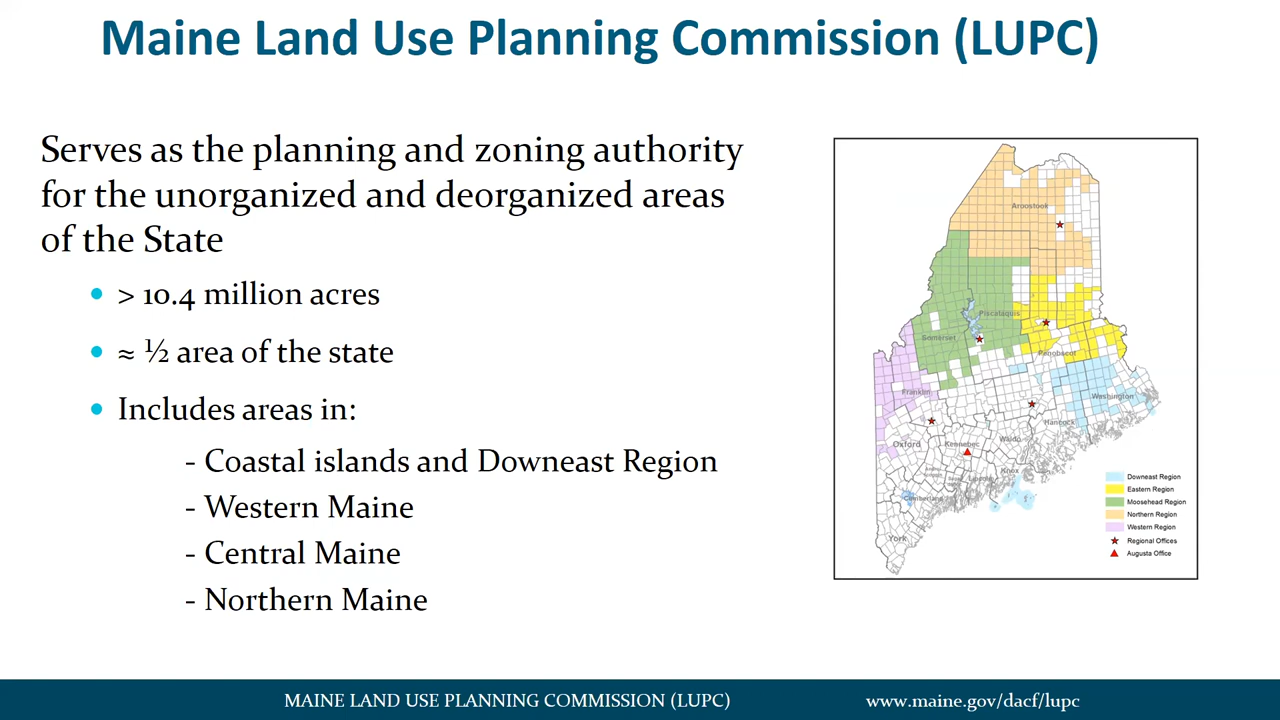 Maine Land Use Planning Commission (LUPC)
Serves as the planning and zoning authority
for the unorganized and deorganized areas
of the State
• > 10.4 million acres
• ≈ ½ area of the state
• Includes areas in:
- Coastal islands and Downeast Region
- Western Maine
- Central Maine
- Northern Maine
Aroostook
Piscataquis
Somerset
Penobscot
Franklin
Washington
Hancock
Oxford
Kennebec
Waldo
Knox
Lincoln
Cumberland
York
Downeast Region
Eastern Region
Moosehead Region
Northern Region
Western Region
Regional Offices
Augusta Office
MAINE LAND USE PLANNING COMMISSION (LUPC)
www.maine.gov/dacf/lupc